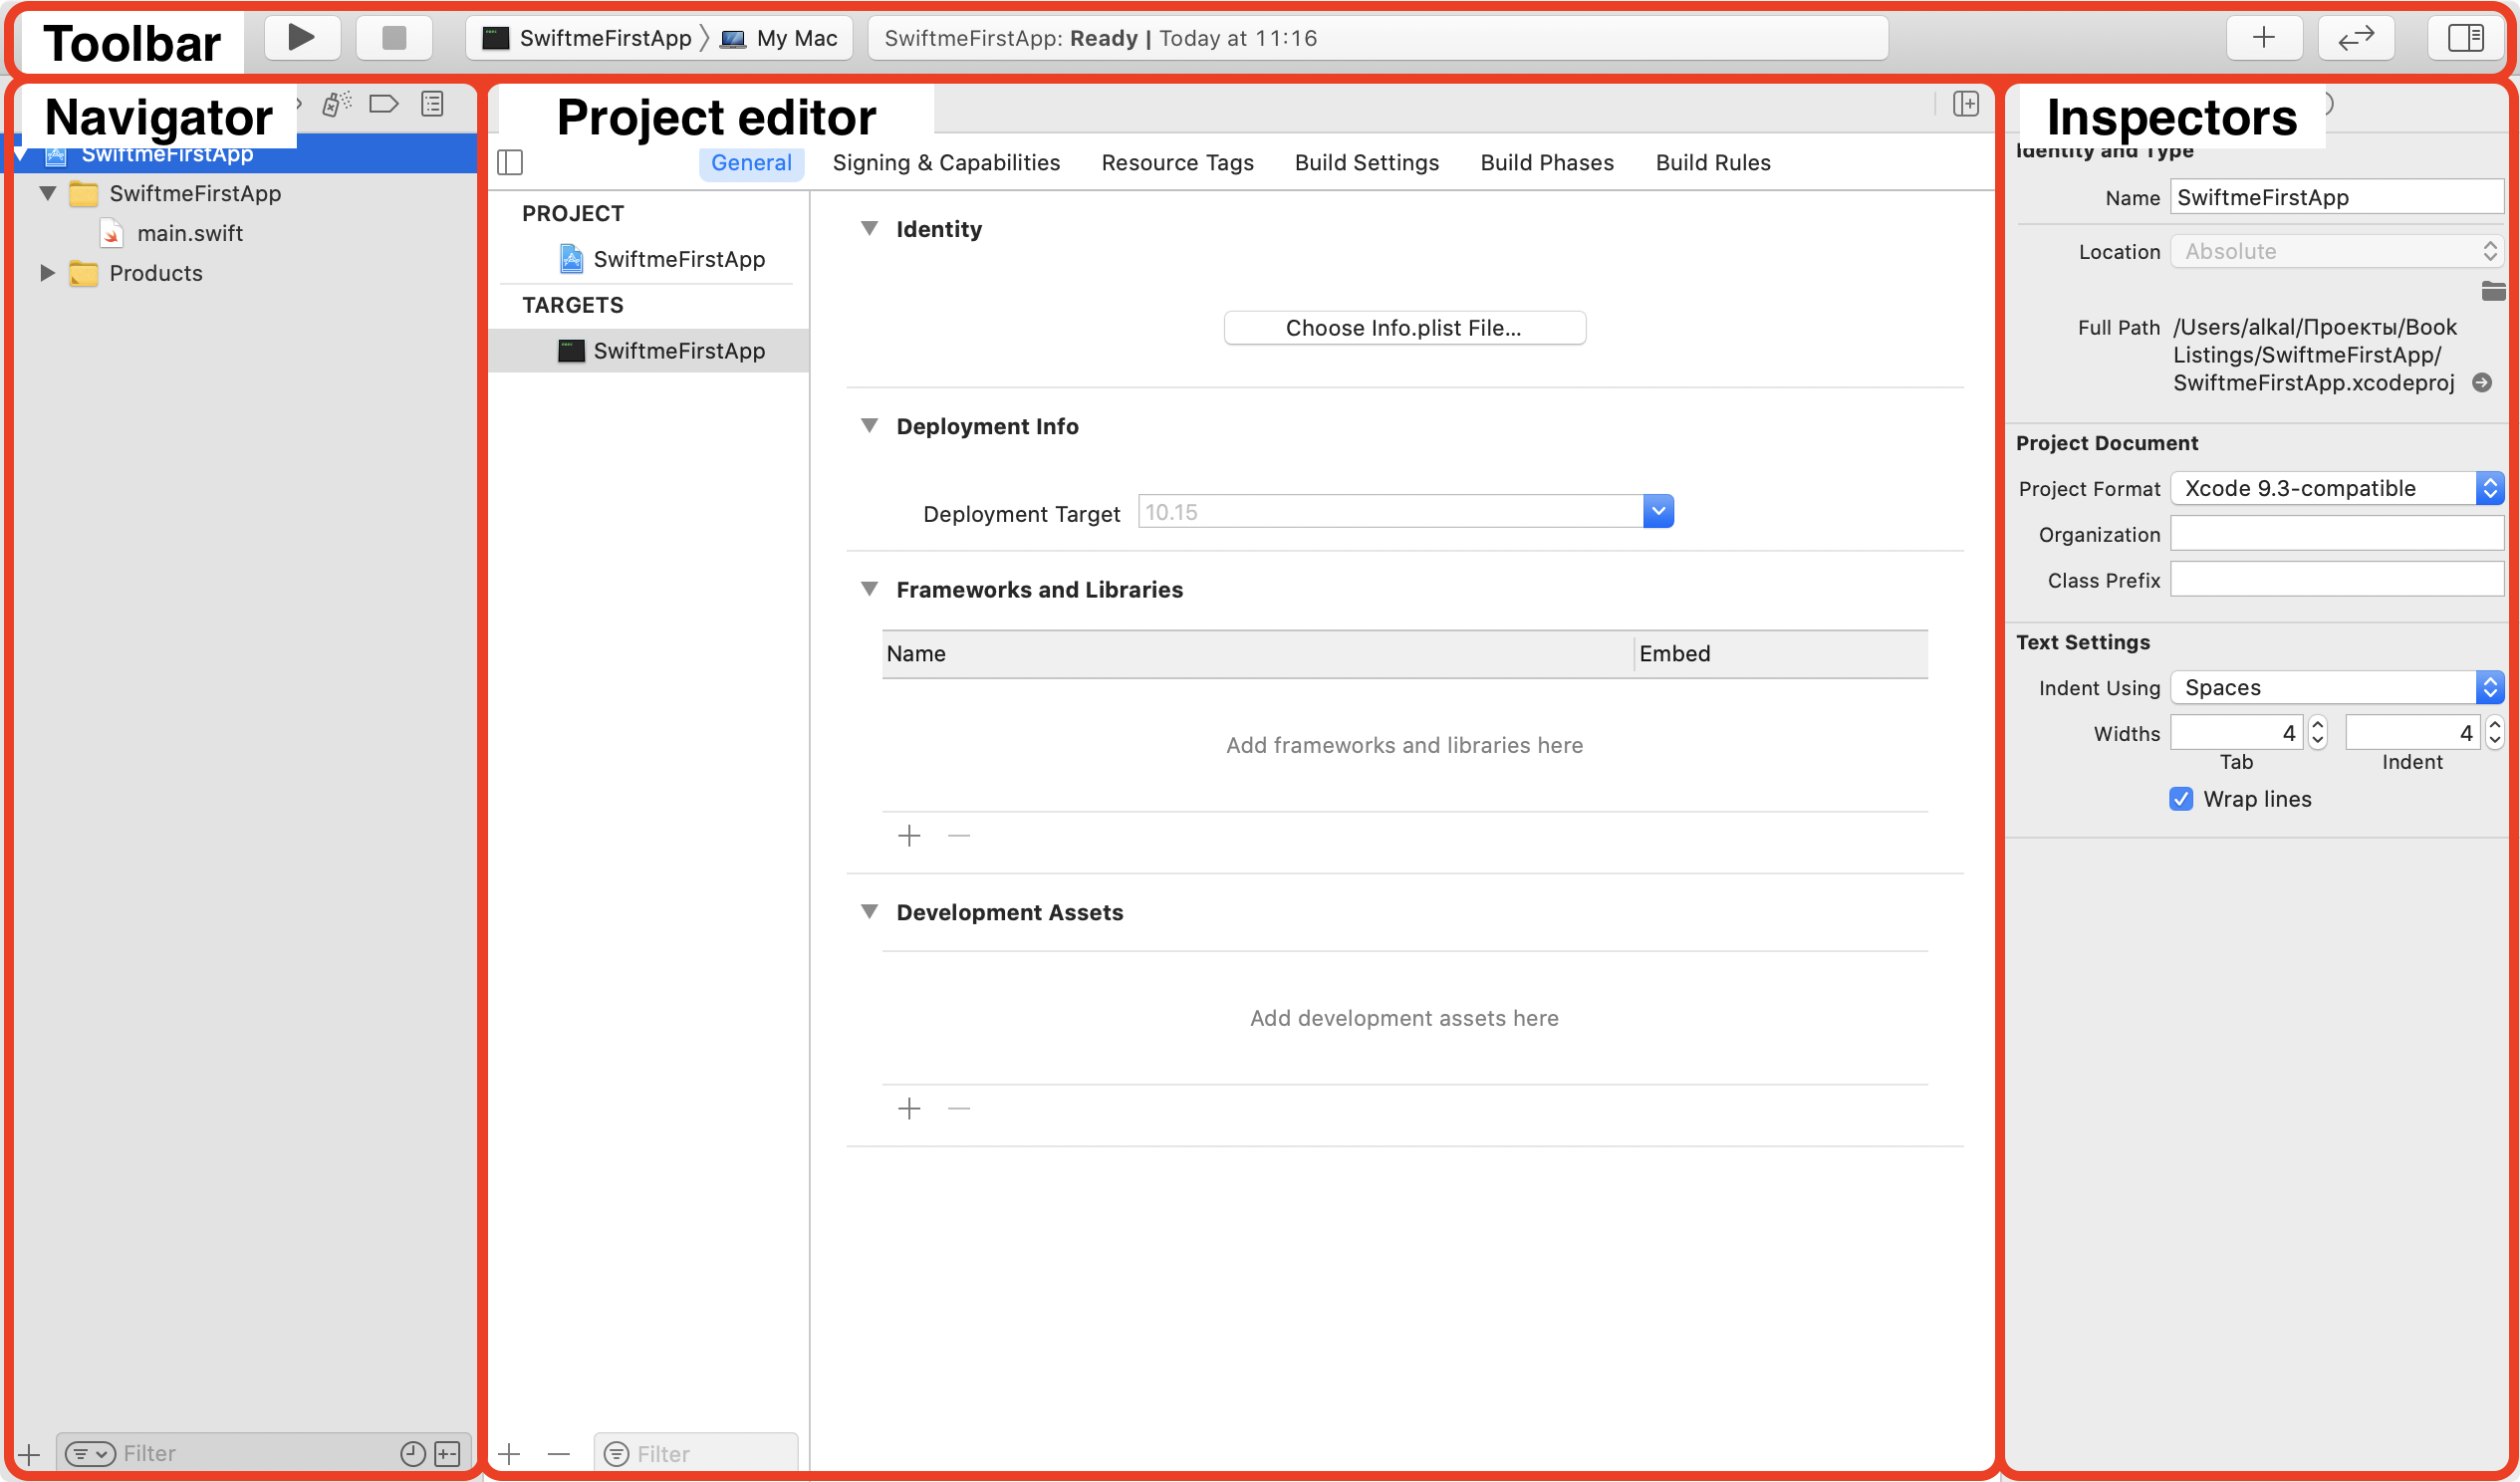 Toolbar
SwiftmeFirstApp
My Mac
SwiftmeFirstApp: Ready | Today at 11:16
Navigator
SwiftmeFirstApp
SwiftmeFirstApp
main.swift
Products
Filter
Project editor
General
Signing & Capabilities
Resource Tags
Build Settings
Build Phases
Build Rules
PROJECT
SwiftmeFirstApp
TARGETS
SwiftmeFirstApp
Filter
Identity
Choose Info.plist File...
Deployment Info
Deployment Target 10.15
Frameworks and Libraries
Name Embed
Add frameworks and libraries here
Development Assets
Add development assets here
Inspectors
Identity and Type
Name SwiftmeFirstApp
Location Absolute
Full Path /Users/alkal/Проекты/Book
Listings/SwiftmeFirstApp/
SwiftmeFirstApp.xcodeproj
Project Document
Project Format Xcode 9.3-compatible
Organization
Class Prefix
Text Settings
Indent Using Spaces
Widths 4 4
Tab Indent
Wrap lines